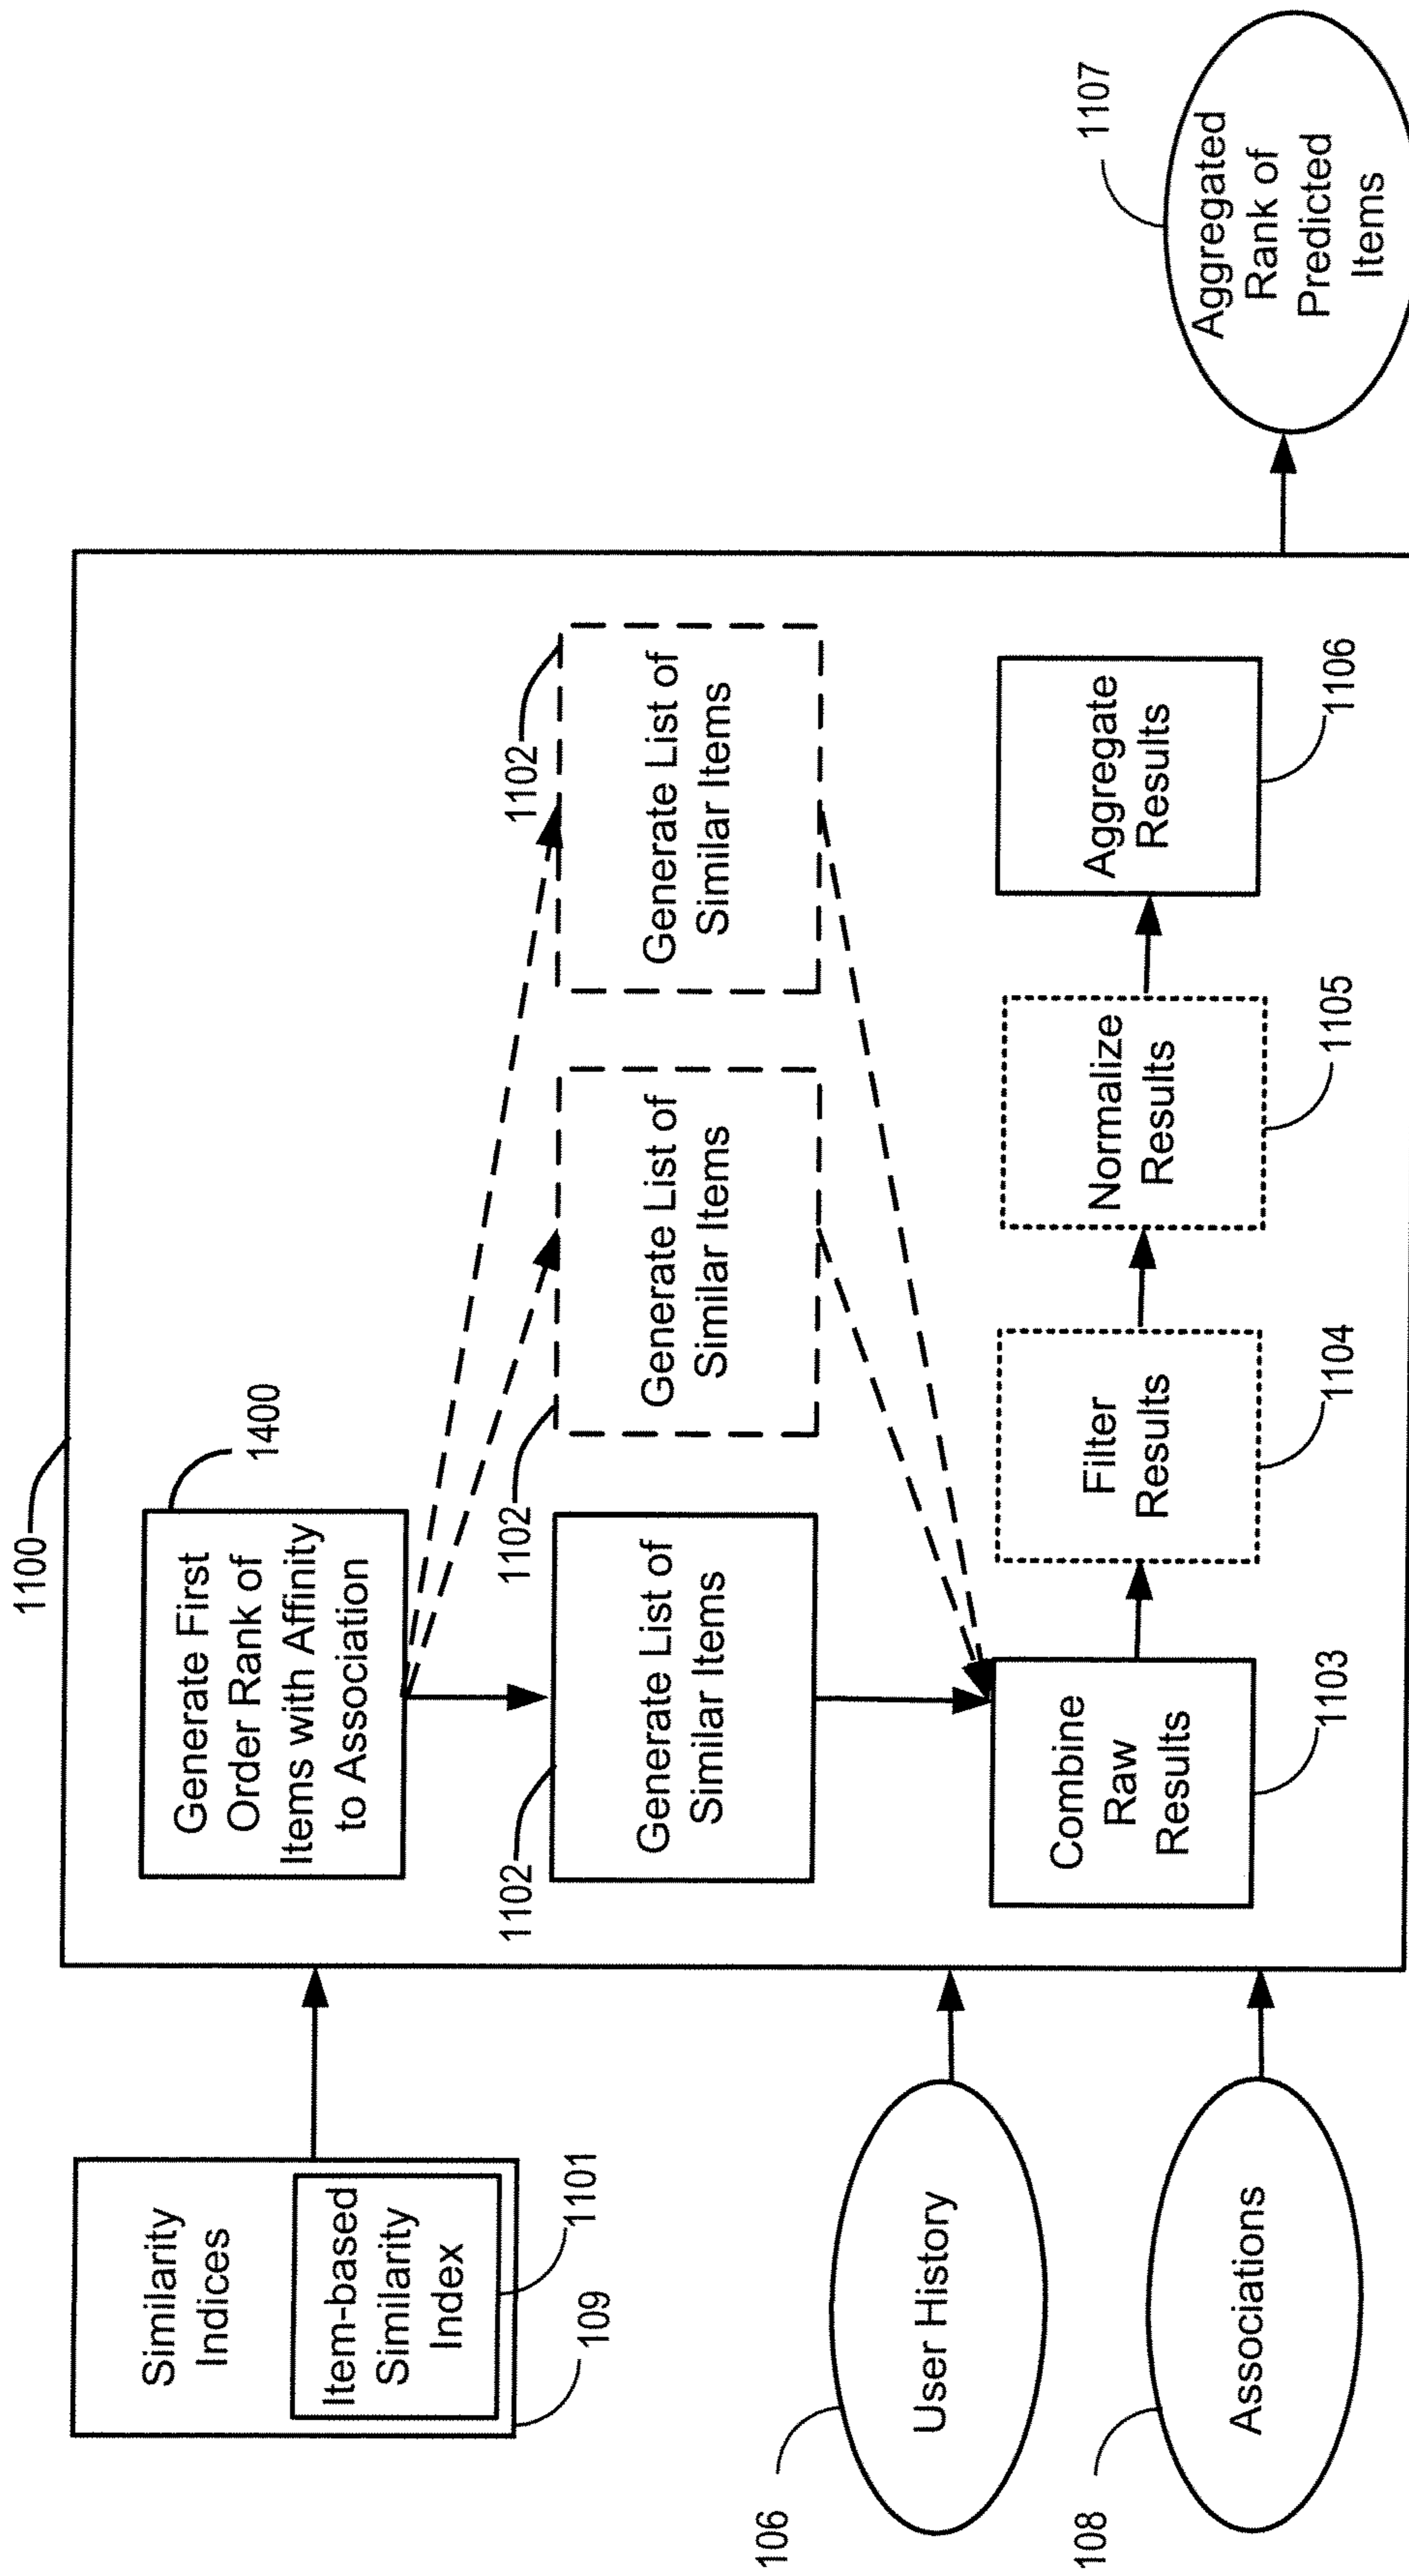 1100
Similarity
Indices
Item-based
Similarity
Index
1101
109
User History
106
Associations
108
Generate First
Order Rank of
Items with Affinity
to Association
1400
1102
Generate List of
Similar Items
1102
Generate List of
Similar Items
1102
Generate List of
Similar Items
Combine
Raw
Results
1103
Filter
Results
1104
Normalize
Results
1105
Aggregate
Results
1106
1107
Aggregated
Rank of
Predicted
Items